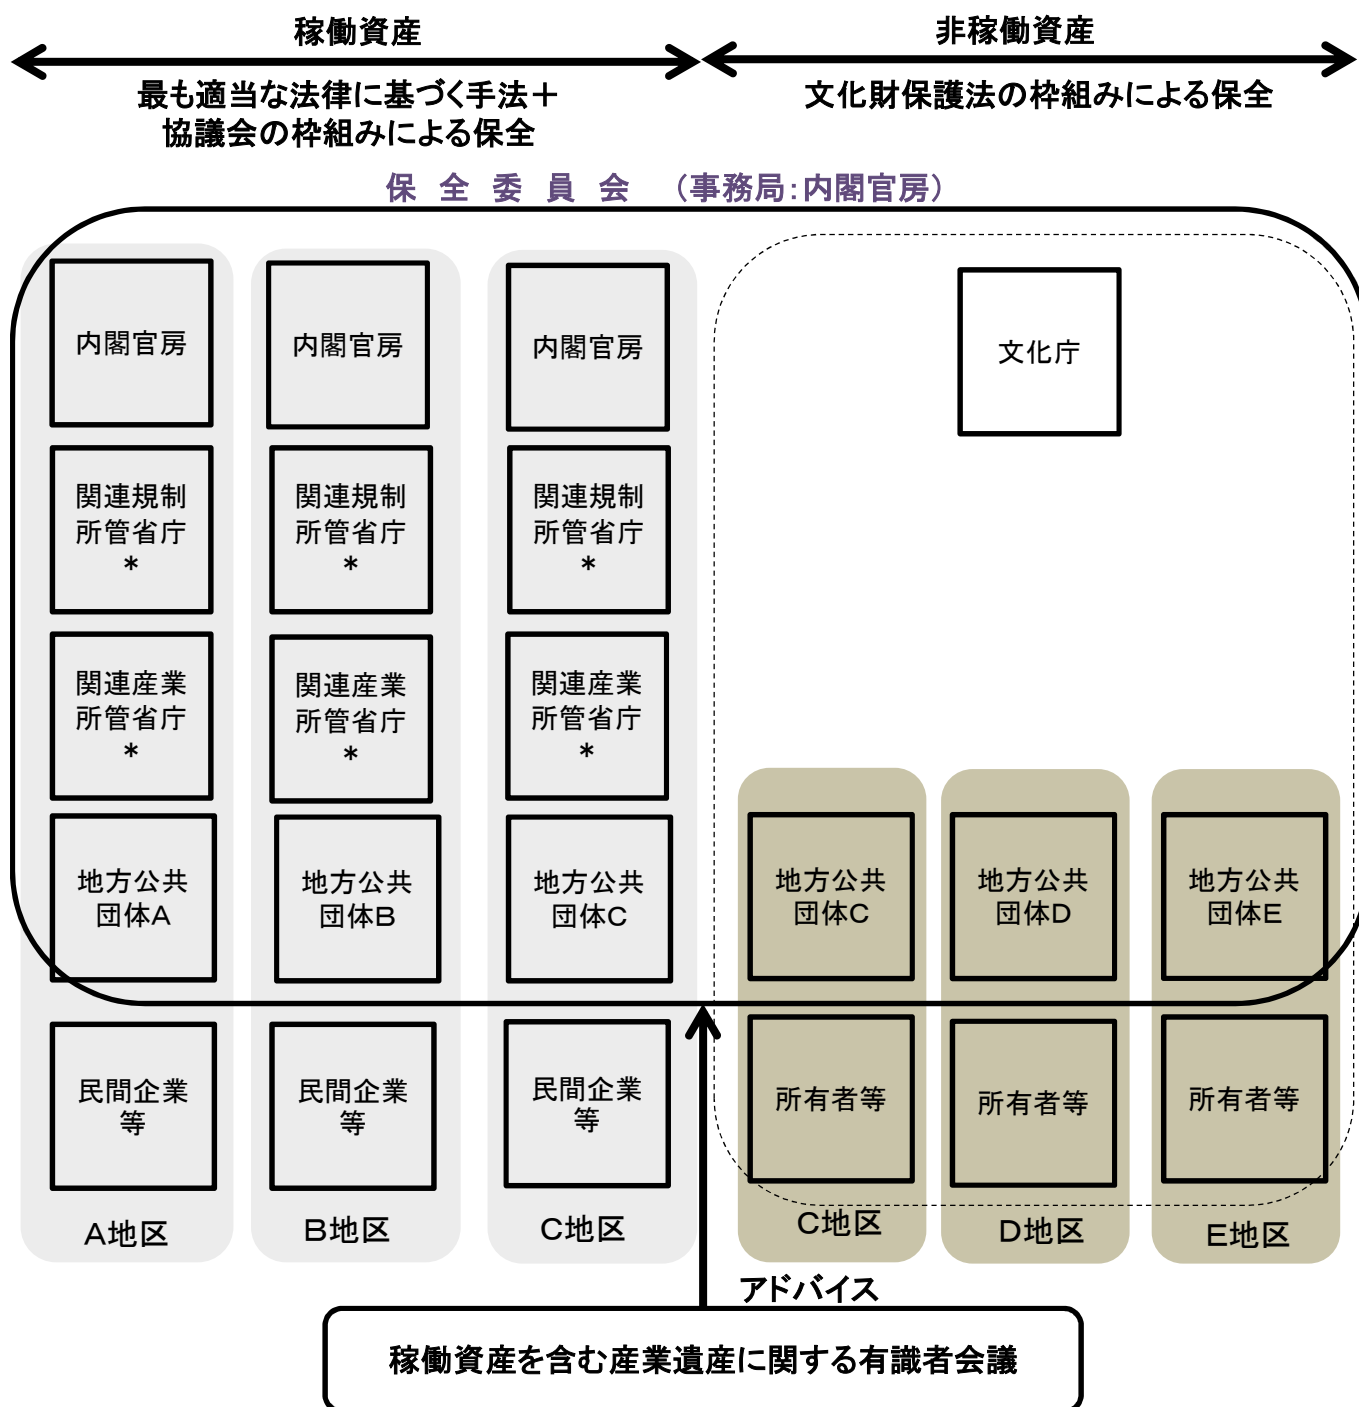 稼働資産
非稼働資産
最も適当な法律に基づく手法＋
協議会の枠組みによる保全
文化財保護法の枠組みによる保全
保全委員会　（事務局：内閣官房）
内閣官房
内閣官房
内閣官房
文化庁
関連規制
所管省庁
*
関連規制
所管省庁
*
関連規制
所管省庁
*
関連産業
所管省庁
*
関連産業
所管省庁
*
関連産業
所管省庁
*
地方公共
団体A
地方公共
団体B
地方公共
団体C
地方公共
団体C
地方公共
団体D
地方公共
団体E
民間企業
等
民間企業
等
民間企業
等
所有者等
所有者等
所有者等
A地区
B地区
C地区
C地区
D地区
E地区
アドバイス
稼働資産を含む産業遺産に関する有識者会議